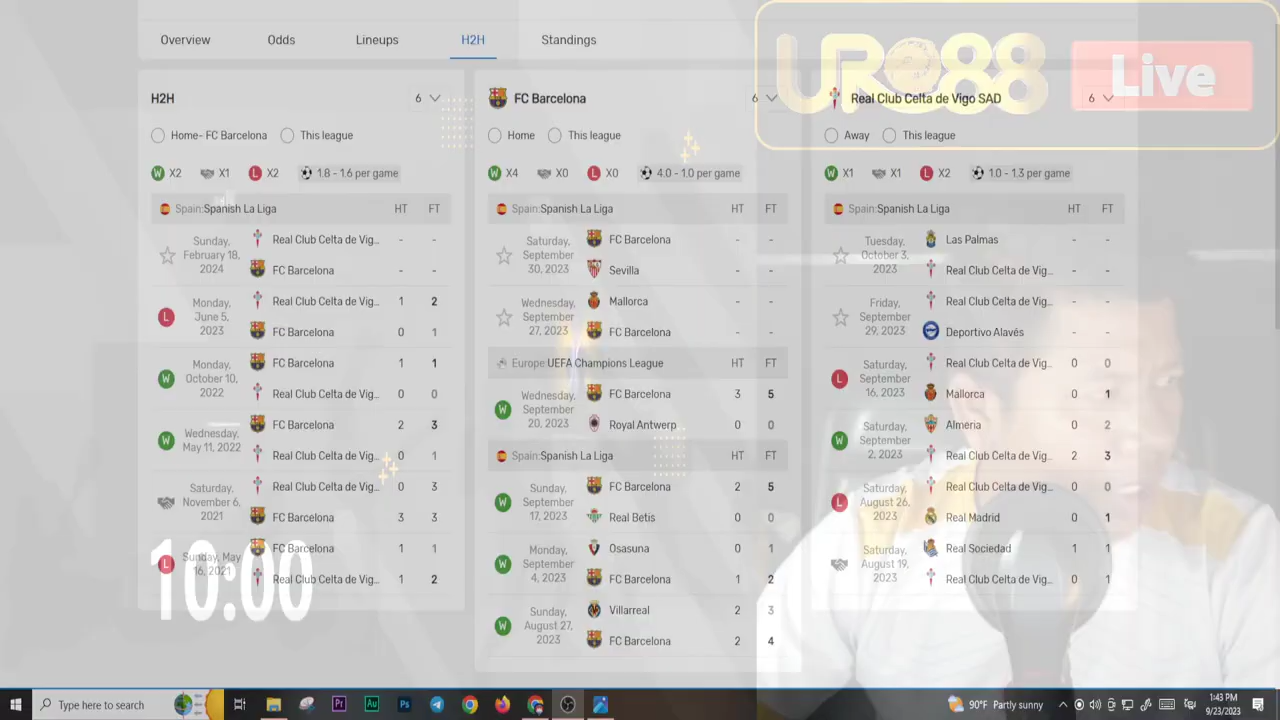 Overview Odds Lineups H2H Standings
URO88 Live
H2H 6
Home- FC Barcelona This league
W X2 X1 L X2 1.8 - 1.6 per game
Spain:Spanish La Liga HT FT
Sunday, February 18, 2024 Real Club Celta de Vig... - -
FC Barcelona - -
L Monday, June 5, 2023 Real Club Celta de Vig... 1 2
FC Barcelona 0 1
W Monday, October 10, 2022 FC Barcelona 1 1
Real Club Celta de Vig... 0 0
W Wednesday, May 11, 2022 FC Barcelona 2 3
Real Club Celta de Vig... 0 1
Saturday, November 6, 2021 Real Club Celta de Vig... 0 3
FC Barcelona 3 3
L Sunday, May 16, 2021 FC Barcelona 1 1
Real Club Celta de Vig... 1 2
10:00
FC Barcelona 6
Home This league
W X4 X0 L X0 4.0 - 1.0 per game
Spain:Spanish La Liga HT FT
Saturday, September 30, 2023 FC Barcelona - -
Sevilla - -
Wednesday, September 27, 2023 Mallorca - -
FC Barcelona - -
Europe:UEFA Champions League HT FT
W Wednesday, September 20, 2023 FC Barcelona 3 5
Royal Antwerp 0 0
Spain:Spanish La Liga HT FT
W Sunday, September 17, 2023 FC Barcelona 2 5
Real Betis 0 0
W Monday, September 4, 2023 Osasuna 0 1
FC Barcelona 1 2
W Sunday, August 27, 2023 Villarreal 2 3
FC Barcelona 2 4
Real Club Celta de Vigo SAD 6
Away This league
W X1 X1 L X2 1.0 - 1.3 per game
Spain:Spanish La Liga HT FT
Tuesday, October 3, 2023 Las Palmas - -
Real Club Celta de Vig... - -
Friday, September 29, 2023 Real Club Celta de Vig... - -
Deportivo Alavés - -
L Saturday, September 16, 2023 Real Club Celta de Vig... 0 0
Mallorca 0 1
W Saturday, September 2, 2023 Almeria 0 2
Real Club Celta de Vig... 2 3
L Saturday, August 26, 2023 Real Club Celta de Vig... 0 0
Real Madrid 0 1
Saturday, August 19, 2023 Real Sociedad 1 1
Real Club Celta de Vig... 0 1
Type here to search Pr Au Ps 90°F Partly sunny 1:43 PM
9/23/2023